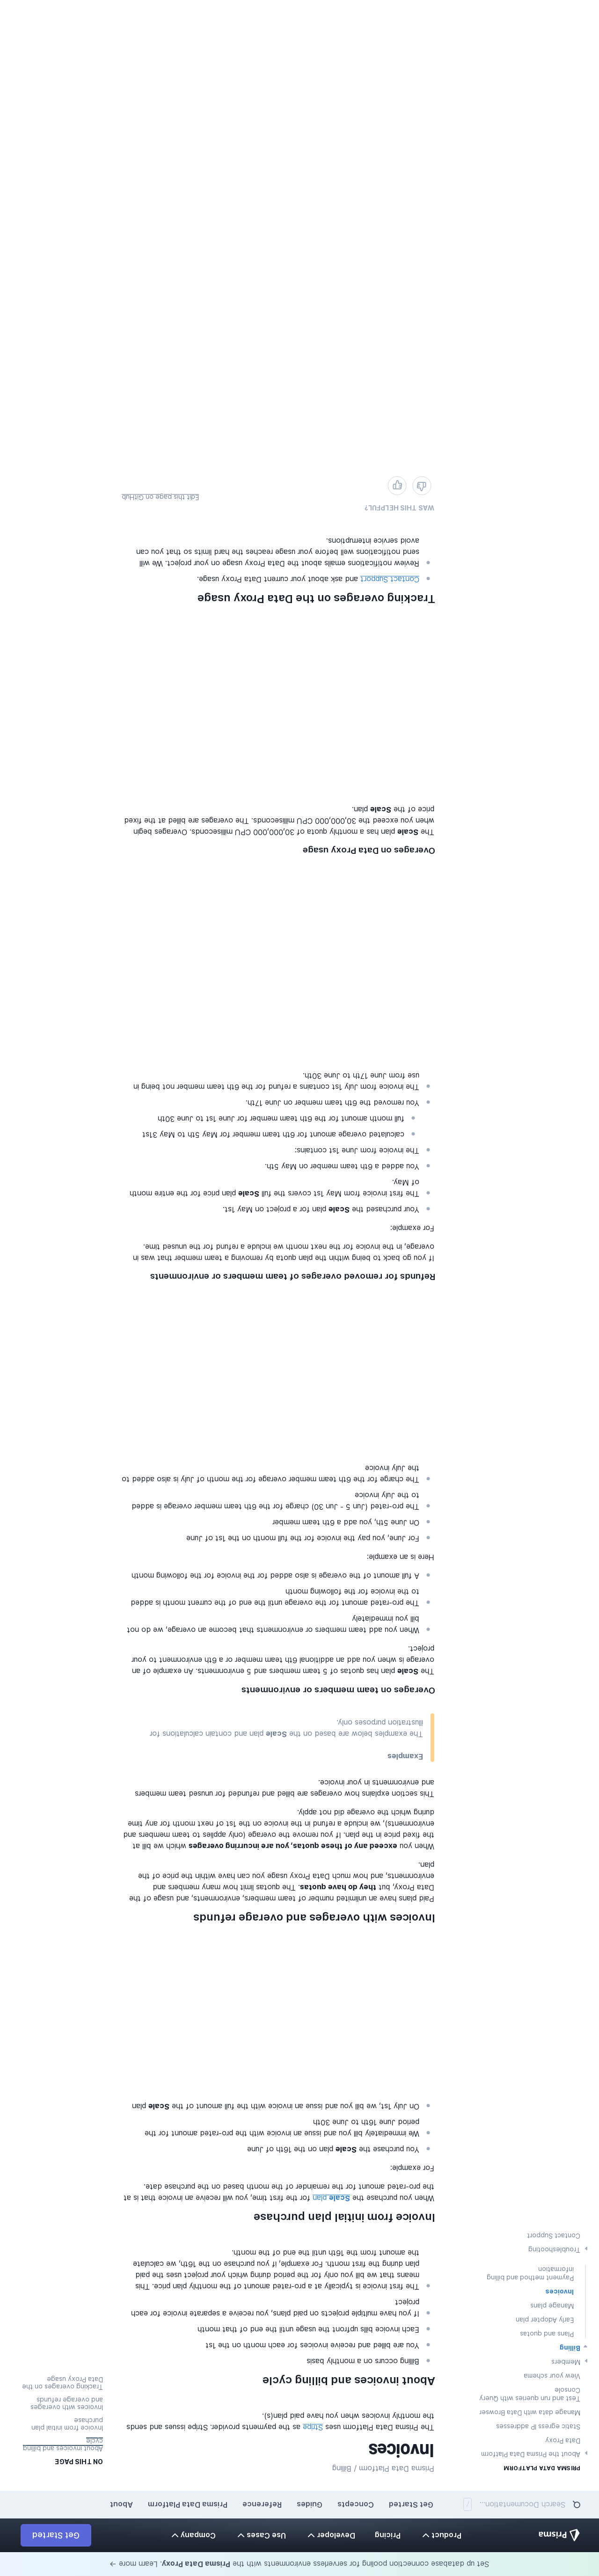 Set up database connection pooling for serverless environments with the Prisma Data Proxy. Learn more →
Prisma
Product
Pricing
Developer
Use Cases
Company
Get Started
Search Documentation...
/
Get Started
Concepts
Guides
Reference
Prisma Data Platform
About
PRISMA DATA PLATFORM
About the Prisma Data Platform
Data Proxy
Static egress IP addresses
Manage data with Data Browser
Test and run queries with Query
Console
View your schema
Members
Billing
Plans and quotas
Early Adopter plan
Manage plans
Invoices
Payment method and billing
information
Troubleshooting
Contact Support
Prisma Data Platform / Billing
Invoices
The Prisma Data Platform uses Stripe as the payments provider. Stripe issues and sends
the monthly invoices when you have paid plan(s).
About invoices and billing cycle
Billing occurs on a monthly basis
You are billed and receive invoices for each month on the 1st
Each invoice bills upfront the usage until the end of that month
If you have multiple projects on paid plans, you receive a separate invoice for each
project
The first invoice is typically at a pro-rated amount of the monthly plan price. This
means that we bill you only for the period during which your project uses the paid
plan during the first month. For example, if you purchase on the 16th, we calculate
the amount from the 16th until the end of the month.
Invoice from initial plan purchase
When you purchase the Scale plan for the first time, you will receive an invoice that is at
the pro-rated amount for the remainder of the month based on the purchase date.
For example:
You purchase the Scale plan on the 16th of June
We immediately bill you and issue an invoice with the pro-rated amount for the
period June 16th to June 30th
On July 1st, we bill you and issue an invoice with the full amount of the Scale plan
Invoices with overages and overage refunds
Paid plans have an unlimited number of team members, environments, and usage of the
Data Proxy, but they do have quotas. The quotas limit how many members and
environments, and how much Data Proxy usage you can have within the price of the
plan.
When you exceed any of these quotas, you are incurring overages which we bill at
the fixed price in the plan. If you remove the overage (only applies to team members and
environments), we include a refund in the invoice on the 1st of next month for any time
during which the overage did not apply.
This section explains how overages are billed and refunded for unused team members
and environments in your invoice.
Examples
The examples below are based on the Scale plan and contain calculations for
illustration purposes only.
Overages on team members or environments
The Scale plan has quotas of 5 team members and 5 environments. An example of an
overage is when you add an additional 6th team member or a 6th environment to your
project.
When you add team members or environments that become an overage, we do not
bill you immediately
The pro-rated amount for the overage until the end of the current month is added
to the invoice for the following month
A full amount of the overage is also added for the invoice for the following month
Here is an example:
For June, you pay the invoice for the full month on the 1st of June
On June 5th, you add a 6th team member
The pro-rated (Jun 5 - Jun 30) charge for the 6th team member overage is added
to the July invoice
The charge for the 6th team member overage for the month of July is also added to
the July invoice
Refunds for removed overages of team members or environments
If you go back to being within the plan quota by removing a team member that was in
overage, in the invoice for the next month we include a refund for the unused time.
For example:
Your purchased the Scale plan for a project on May 1st.
The first invoice from May 1st covers the full Scale plan price for the entire month
of May.
You added a 6th team member on May 5th.
The invoice from June 1st contains:
calculated overage amount for 6th team member for May 5th to May 31st
full month amount for the 6th team member for June 1st to June 30th
You removed the 6th team member on June 17th.
The invoice from July 1st contains a refund for the 6th team member not being in
use from June 17th to June 30th.
Overages on Data Proxy usage
The Scale plan has a monthly quota of 30,000,000 CPU milliseconds. Overages begin
when you exceed the 30,000,000 CPU milliseconds. The overages are billed at the fixed
price of the Scale plan.
Tracking overages on the Data Proxy usage
Contact Support and ask about your current Data Proxy usage.
Review notifications emails about the Data Proxy usage on your project. We will
send notifications well before your usage reaches the hard limits so that you can
avoid service interruptions.
WAS THIS HELPFUL?
Edit this page on GitHub
ON THIS PAGE
About invoices and billing
cycle
Invoice from initial plan
purchase
Invoices with overages
and overage refunds
Tracking overages on the
Data Proxy usage